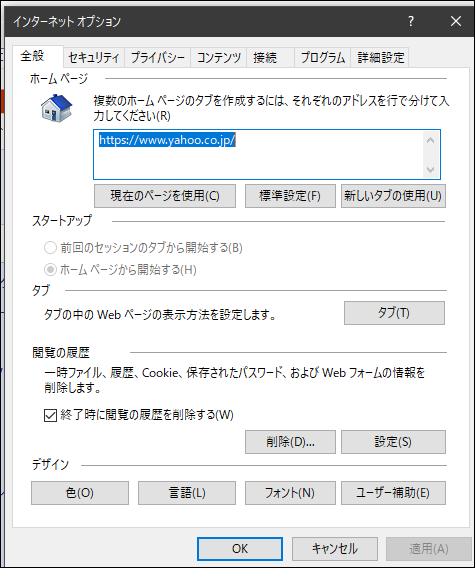 インターネット オプション
全般 セキュリティ プライバシー コンテンツ 接続 プログラム 詳細設定
ホーム ページ
複数のホーム ページのタブを作成するには、それぞれのアドレスを行で分けて入
力してください(R)
https://www.yahoo.co.jp/
現在のページを使用(C) 標準設定(F) 新しいタブの使用(U)
スタートアップ
前回のセッションのタブから開始する(B)
ホーム ページから開始する(H)
タブ
タブの中の Web ページの表示方法を設定します。 タブ(T)
閲覧の履歴
一時ファイル、履歴、Cookie、保存されたパスワード、および Web フォームの情報を
削除します。
終了時に閲覧の履歴を削除する(W)
削除(D)... 設定(S)
デザイン
色(O) 言語(L) フォント(N) ユーザー補助(E)
OK キャンセル 適用(A)